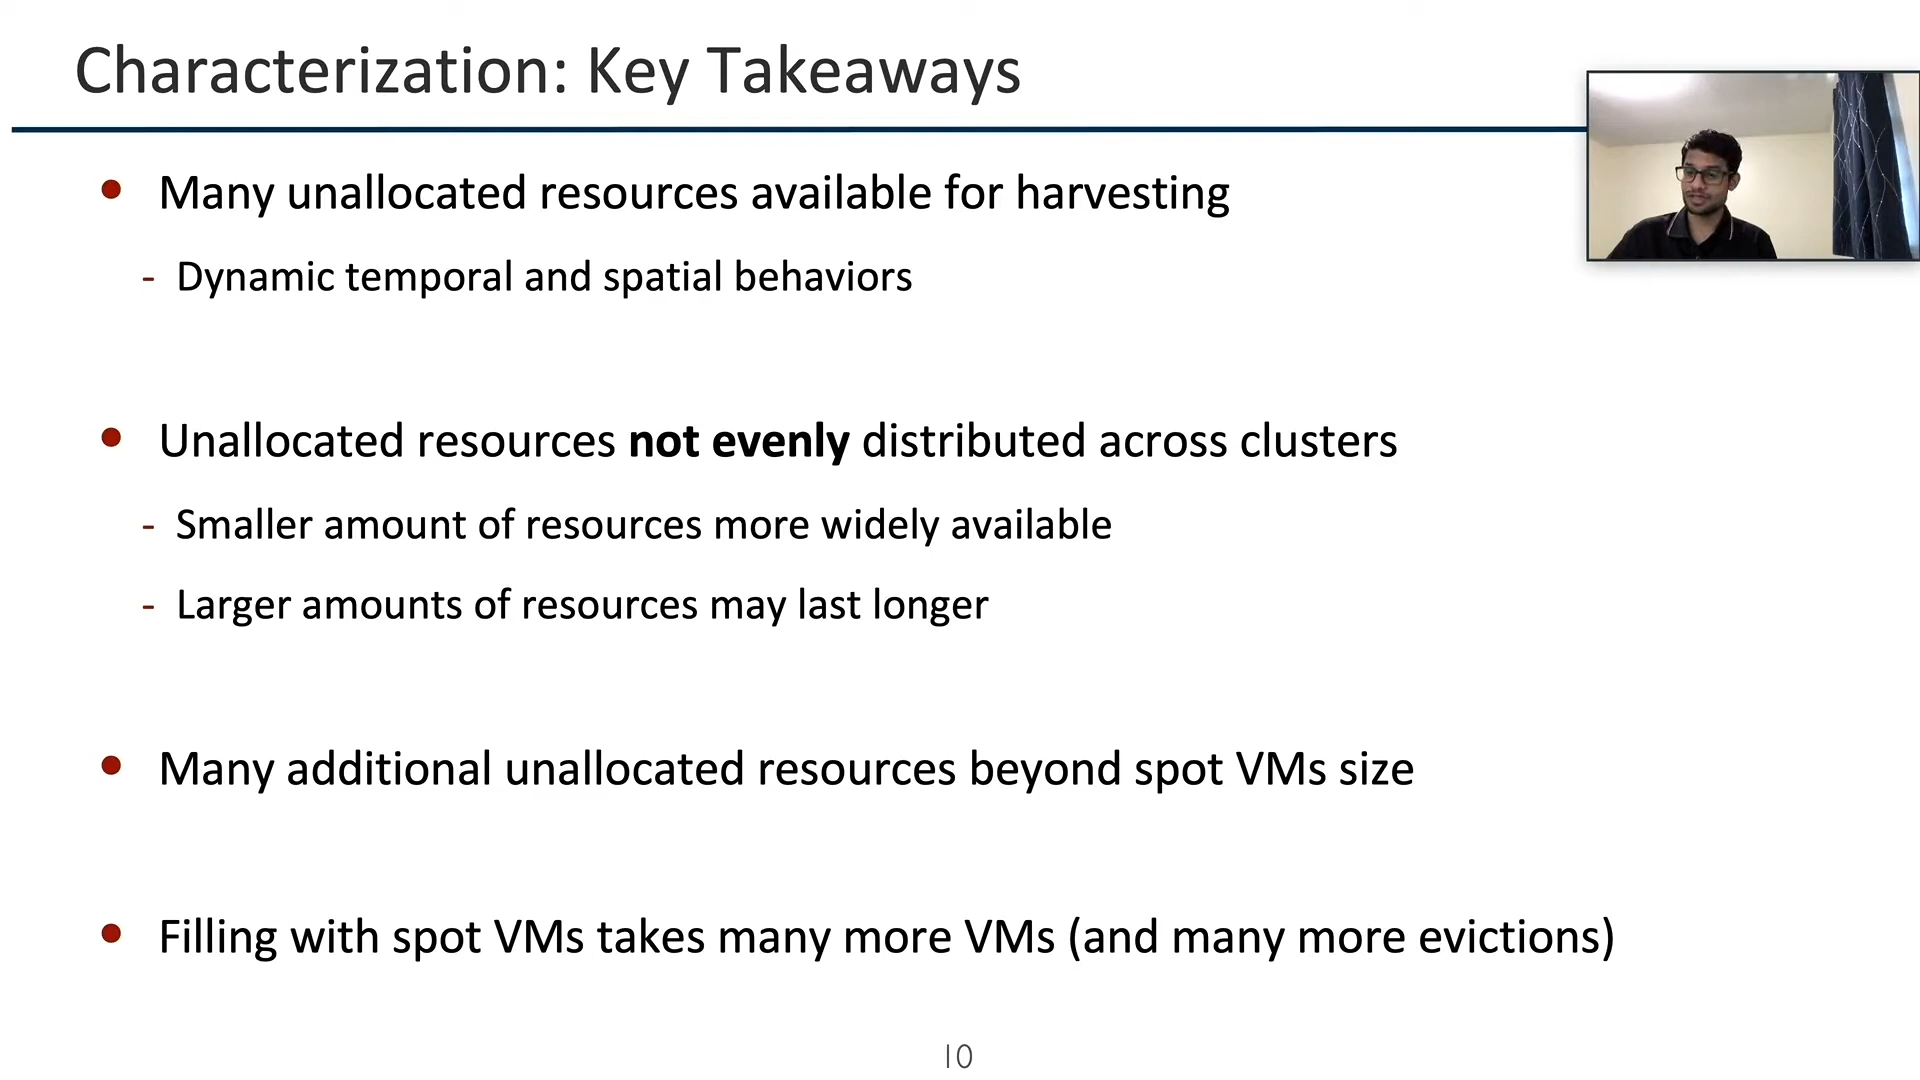 Characterization: Key Takeaways
• Many unallocated resources available for harvesting
- Dynamic temporal and spatial behaviors
• Unallocated resources not evenly distributed across clusters
- Smaller amount of resources more widely available
- Larger amounts of resources may last longer
• Many additional unallocated resources beyond spot VMs size
• Filling with spot VMs takes many more VMs (and many more evictions)
10